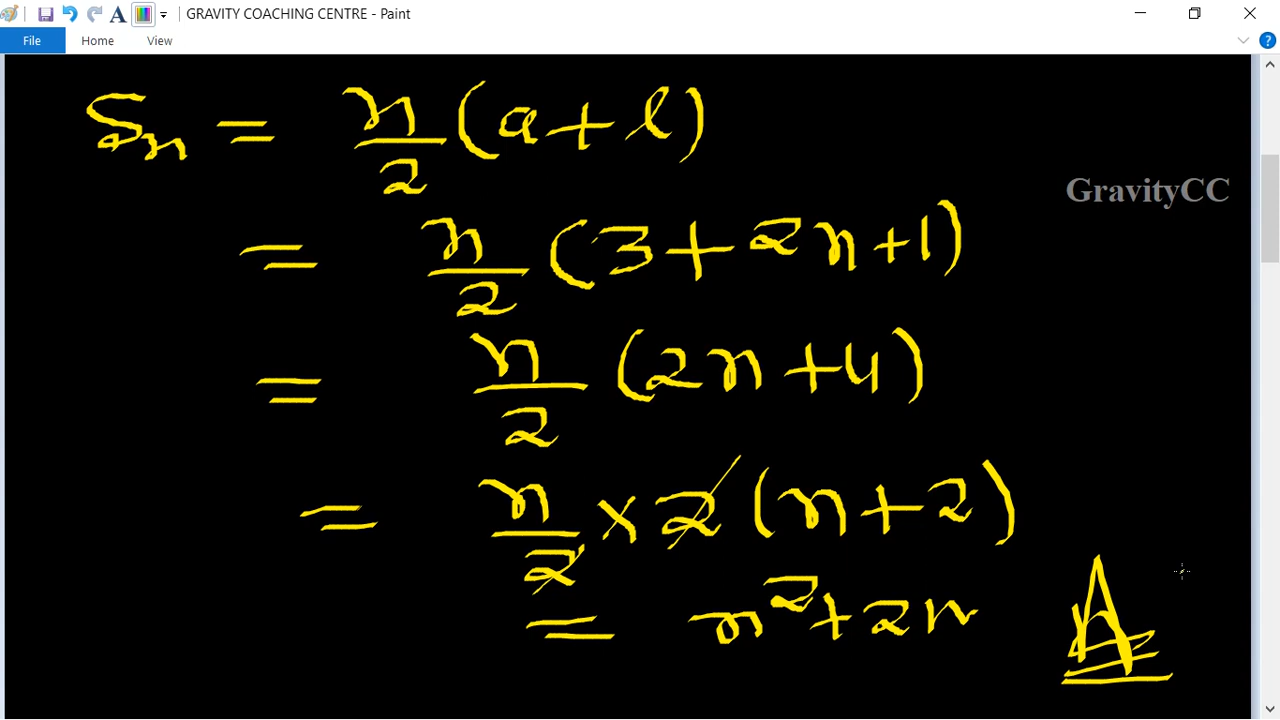 GRAVITY COACHING CENTRE - Paint
File Home View
Sn = n/2 (a + l)
GravityCC
= n/2 (3 + 2n + 1)
= n/2 (2n + 4)
= n/2 × 2 (n + 2)
= n² + 2n A